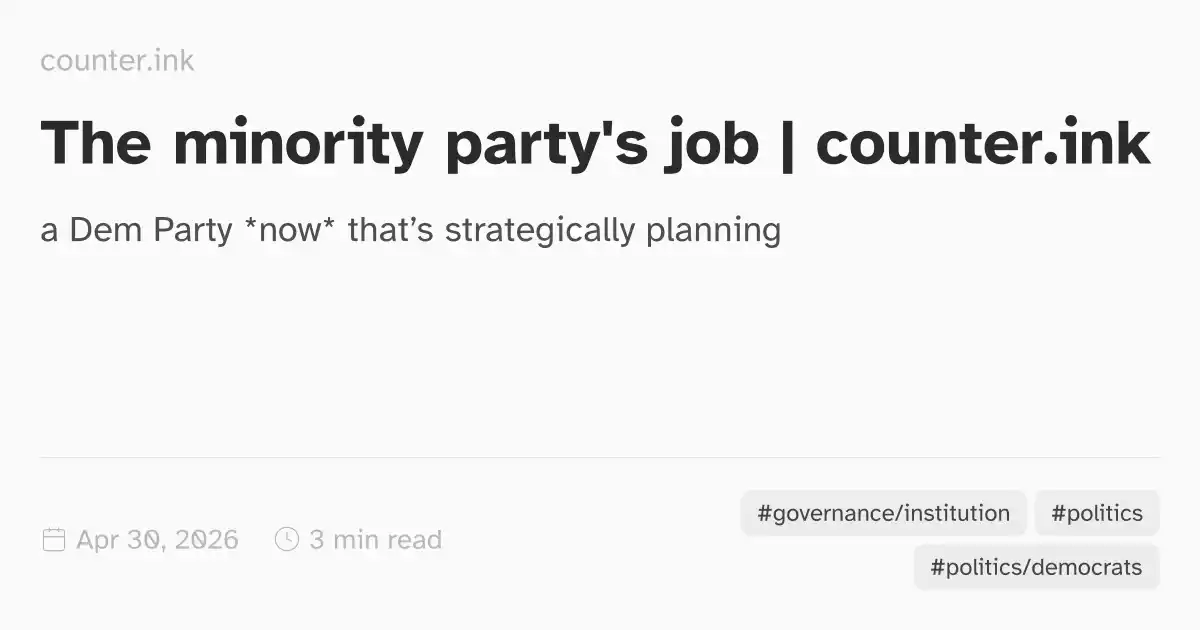 counter.ink
The minority party's job | counter.ink
a Dem Party *now* that’s strategically planning
Apr 30, 2026
3 min read
#governance/institution
#politics
#politics/democrats